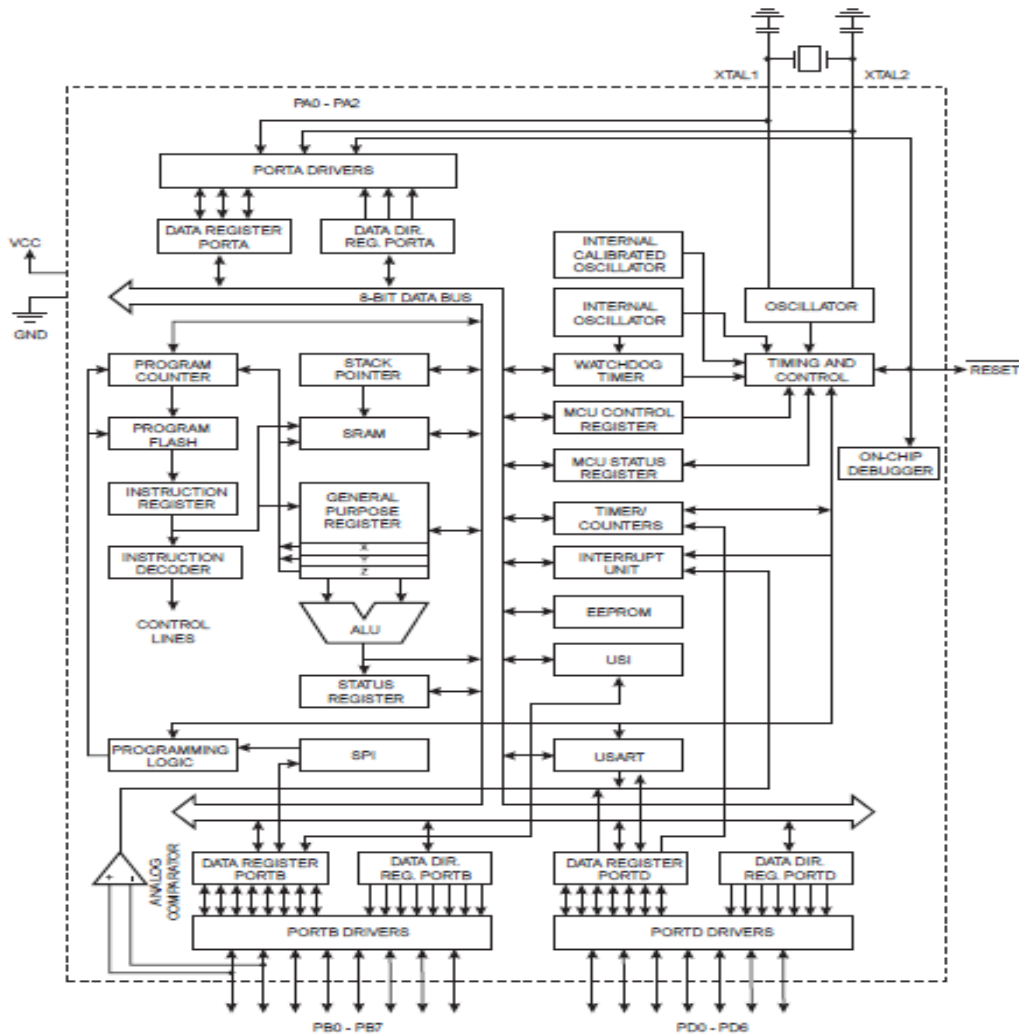 XTAL1
XTAL2
PA0 - PA2
PORTA DRIVERS
DATA REGISTER
PORTA
DATA DIR.
REG. PORTA
VCC
GND
8-BIT DATA BUS
INTERNAL
CALIBRATED
OSCILLATOR
INTERNAL
OSCILLATOR
OSCILLATOR
PROGRAM
COUNTER
STACK
POINTER
WATCHDOG
TIMER
TIMING AND
CONTROL
RESET
PROGRAM
FLASH
SRAM
MCU CONTROL
REGISTER
ON-CHIP
DEBUGGER
MCU STATUS
REGISTER
INSTRUCTION
REGISTER
GENERAL
PURPOSE
REGISTER
X
Y
Z
TIMER/
COUNTERS
INSTRUCTION
DECODER
INTERRUPT
UNIT
CONTROL
LINES
ALU
EEPROM
USI
STATUS
REGISTER
PROGRAMMING
LOGIC
SPI
USART
ANALOG
COMPARATOR
+
-
DATA REGISTER
PORTB
DATA DIR.
REG. PORTB
DATA REGISTER
PORTD
DATA DIR.
REG. PORTD
PORTB DRIVERS
PORTD DRIVERS
PB0 - PB7
PD0 - PD6